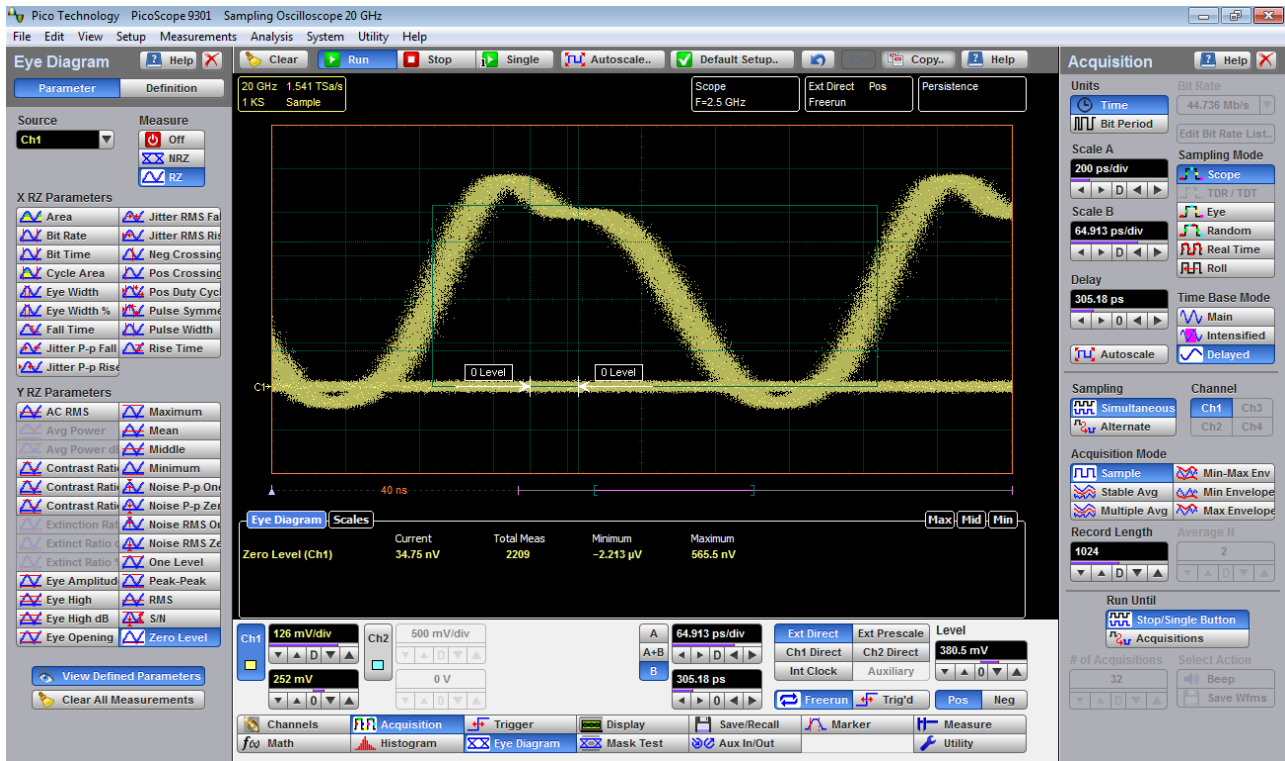 Pico Technology PicoScope 9301 Sampling Oscilloscope 20 GHz
File Edit View Setup Measurements Analysis System Utility Help
Eye Diagram Help
Parameter Definition
Source Measure
Ch1 Off
NRZ
RZ
X RZ Parameters
Area Jitter RMS Fal
Bit Rate Jitter RMS Ris
Bit Time Neg Crossing
Cycle Area Pos Crossing
Eye Width Pos Duty Cycl
Eye Width % Pulse Symme
Fall Time Pulse Width
Jitter P-p Fall Rise Time
Jitter P-p Rise
Y RZ Parameters
AC RMS Maximum
Avg Power Mean
Avg Power dB Middle
Contrast Rati Minimum
Contrast Rati Noise P-p One
Contrast Rati Noise P-p Zer
Extinction Rat Noise RMS On
Extinct Ratio d Noise RMS Ze
Extinct Ratio % One Level
Eye Amplitud Peak-Peak
Eye High RMS
Eye High dB S/N
Eye Opening Zero Level
View Defined Parameters
Clear All Measurements
Clear Run Stop Single Autoscale.. Default Setup.. Copy.. Help
20 GHz 1.541 TSa/s
1 KS Sample
Scope
F=2.5 GHz
Ext Direct Pos
Freerun
Persistence
C1
0 Level 0 Level
40 ns
Eye Diagram Scales Max Mid Min
Current Total Meas Minimum Maximum
Zero Level (Ch1) 34.75 nV 2209 −2.213 µV 565.5 nV
Ch1 126 mV/div Ch2 500 mV/div A 64.913 ps/div Ext Direct Ext Prescale Level
D D A+B D Ch1 Direct Ch2 Direct 380.5 mV
252 mV 0 V B 305.18 ps Int Clock Auxiliary 0
0 0 0 Freerun Trig'd Pos Neg
Channels Acquisition Trigger Display Save/Recall Marker Measure
f(x) Math Histogram Eye Diagram Mask Test Aux In/Out Utility
Acquisition Help
Units Bit Rate
Time 44.736 Mb/s
Bit Period Edit Bit Rate List..
Scale A Sampling Mode
200 ps/div Scope
D TDR / TDT
Scale B Eye
64.913 ps/div Random
D Real Time
Roll
Delay
305.18 ps Time Base Mode
0 Main
Intensified
Autoscale Delayed
Sampling Channel
Simultaneous Ch1 Ch3
Alternate Ch2 Ch4
Acquisition Mode
Sample Min-Max Env
Stable Avg Min Envelope
Multiple Avg Max Envelope
Record Length Average N
1024 2
D D
Run Until
Stop/Single Button
Acquisitions
# of Acquisitions Select Action
32 Beep
D Save Wfms